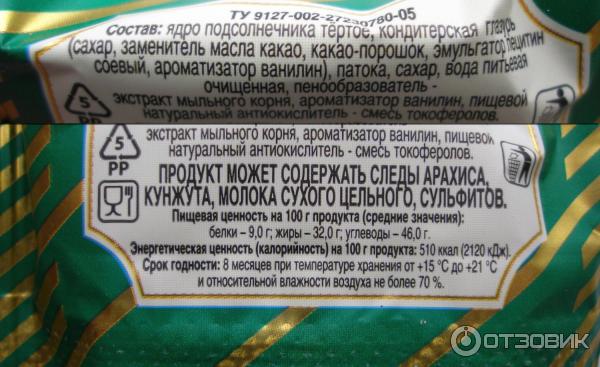 ТУ 9127-002-27230780-05
Состав: ядро подсолнечника тёртое, кондитерская глазурь
(сахар, заменитель масла какао, какао-порошок, эмульгатор лецитин
соевый, ароматизатор ванилин), патока, сахар, вода питьевая
очищенная, пенообразователь -
экстракт мыльного корня, ароматизатор ванилин, пищевой
натуральный антиокислитель - смесь токоферолов.
5
PP
экстракт мыльного корня, ароматизатор ванилин, пищевой
натуральный антиокислитель - смесь токоферолов.
5
PP
ПРОДУКТ МОЖЕТ СОДЕРЖАТЬ СЛЕДЫ АРАХИСА,
КУНЖУТА, МОЛОКА СУХОГО ЦЕЛЬНОГО, СУЛЬФИТОВ.
Пищевая ценность на 100 г продукта (средние значения):
белки – 9,0 г; жиры – 32,0 г; углеводы – 46,0 г.
Энергетическая ценность (калорийность) на 100 г продукта: 510 ккал (2120 кДж).
Срок годности: 8 месяцев при температуре хранения от +15 °С до +21 °С
и относительной влажности воздуха не более 70 %.
ОТЗОВИК